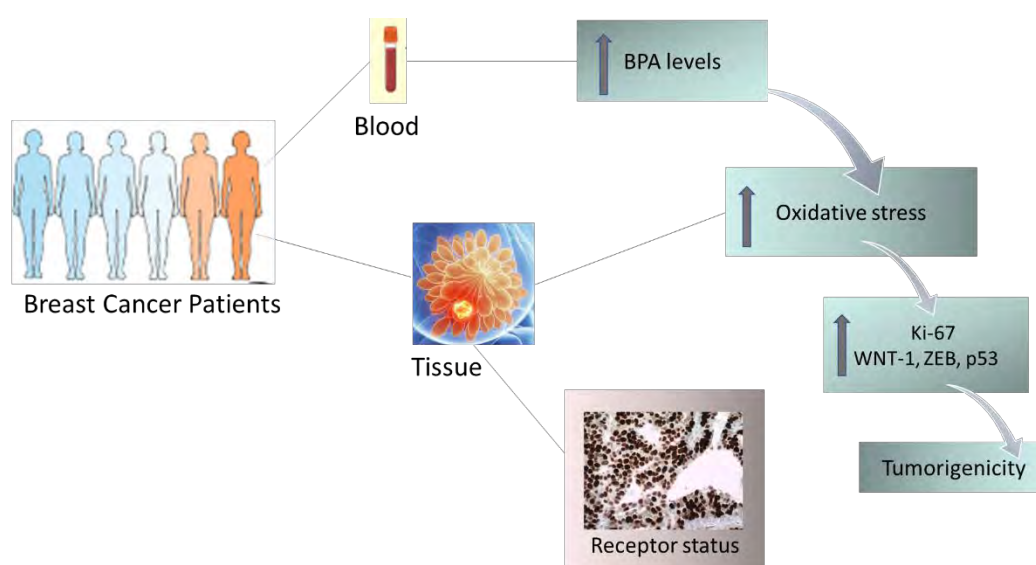 BPA levels
Blood
Oxidative stress
Breast Cancer Patients
Ki-67
WNT-1, ZEB, p53
Tissue
Tumorigenicity
Receptor status